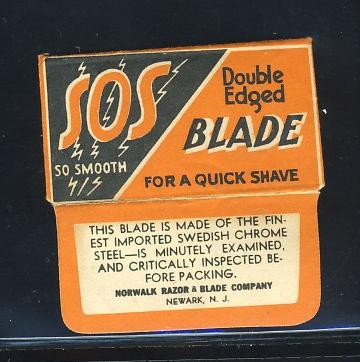 SOS
SO SMOOTH
Double
Edged
BLADE
FOR A QUICK SHAVE
THIS BLADE IS MADE OF THE FIN-
EST IMPORTED SWEDISH CHROME
STEEL—IS MINUTELY EXAMINED,
AND CRITICALLY INSPECTED BE-
FORE PACKING.
NORWALK RAZOR & BLADE COMPANY
NEWARK, N. J.